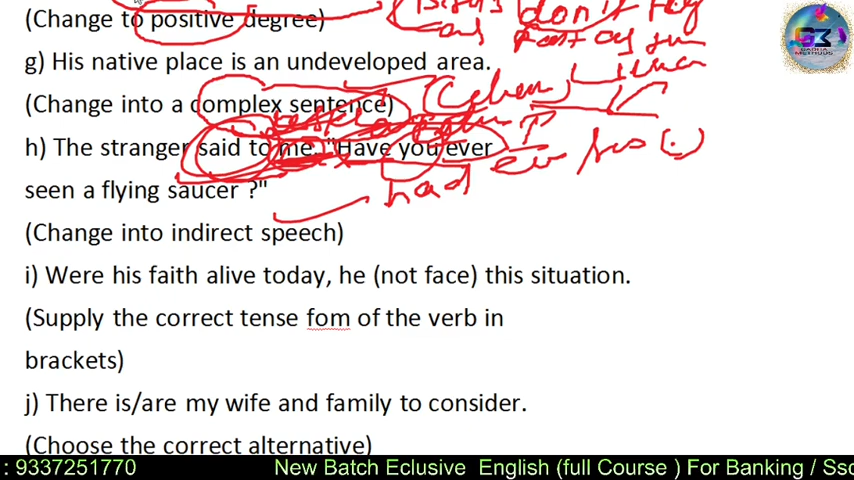 don't fly
(Change to positive degree)
as
g) His native place is an undeveloped area.
(Change into a complex sentence)
h) The stranger said to me, "Have you ever
seen a flying saucer ?"
had
(Change into indirect speech)
i) Were his faith alive today, he (not face) this situation.
(Supply the correct tense fom of the verb in
brackets)
j) There is/are my wife and family to consider.
(Choose the correct alternative)
: 9337251770 New Batch Eclusive English (full Course ) For Banking / Ssc